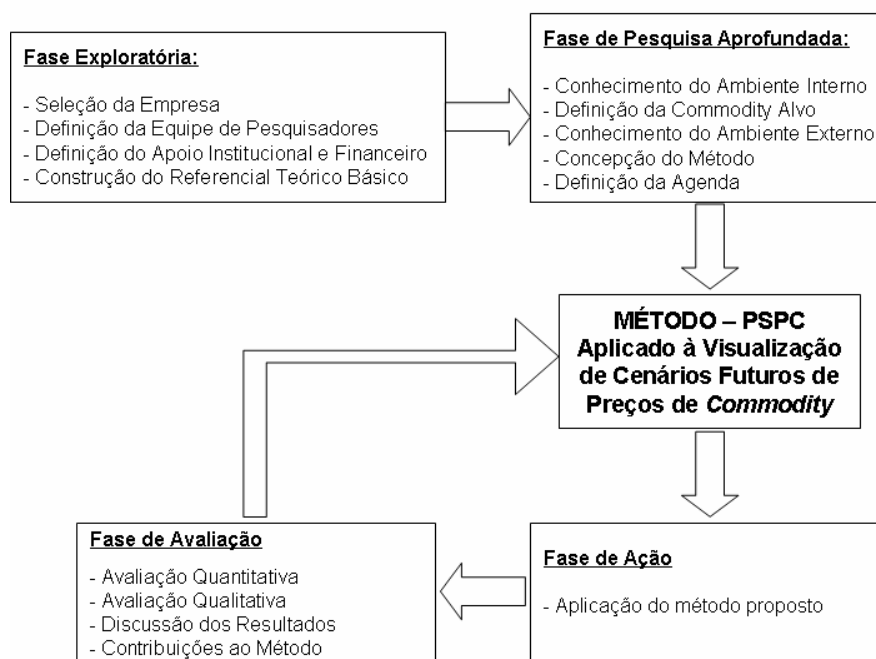 Fase Exploratória:
- Seleção da Empresa
- Definição da Equipe de Pesquisadores
- Definição do Apoio Institucional e Financeiro
- Construção do Referencial Teórico Básico
Fase de Pesquisa Aprofundada:
- Conhecimento do Ambiente Interno
- Definição da Commodity Alvo
- Conhecimento do Ambiente Externo
- Concepção do Método
- Definição da Agenda
MÉTODO – PSPC
Aplicado à Visualização
de Cenários Futuros de
Preços de Commodity
Fase de Ação
- Aplicação do método proposto
Fase de Avaliação
- Avaliação Quantitativa
- Avaliação Qualitativa
- Discussão dos Resultados
- Contribuições ao Método